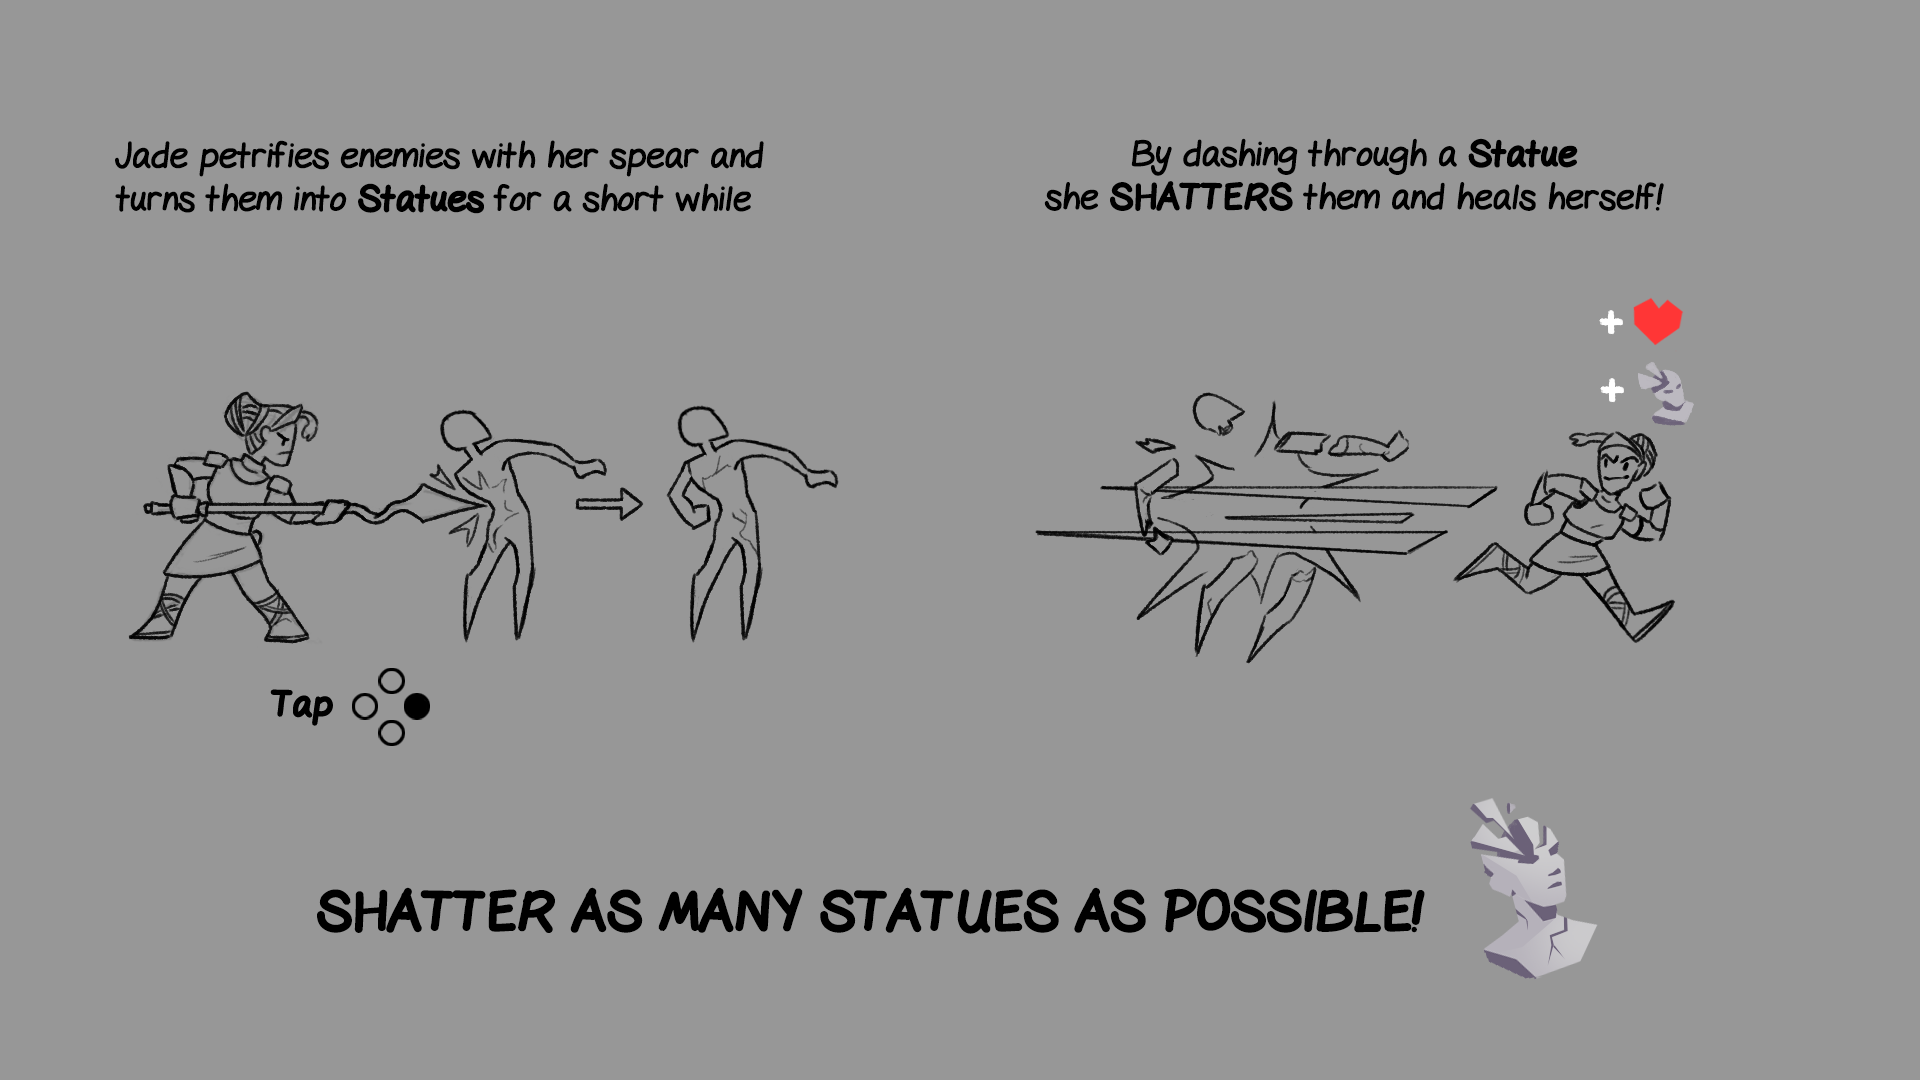 Jade petrifies enemies with her spear and
turns them into Statues for a short while
By dashing through a Statue
she SHATTERS them and heals herself!
+
+
Tap
SHATTER AS MANY STATUES AS POSSIBLE!